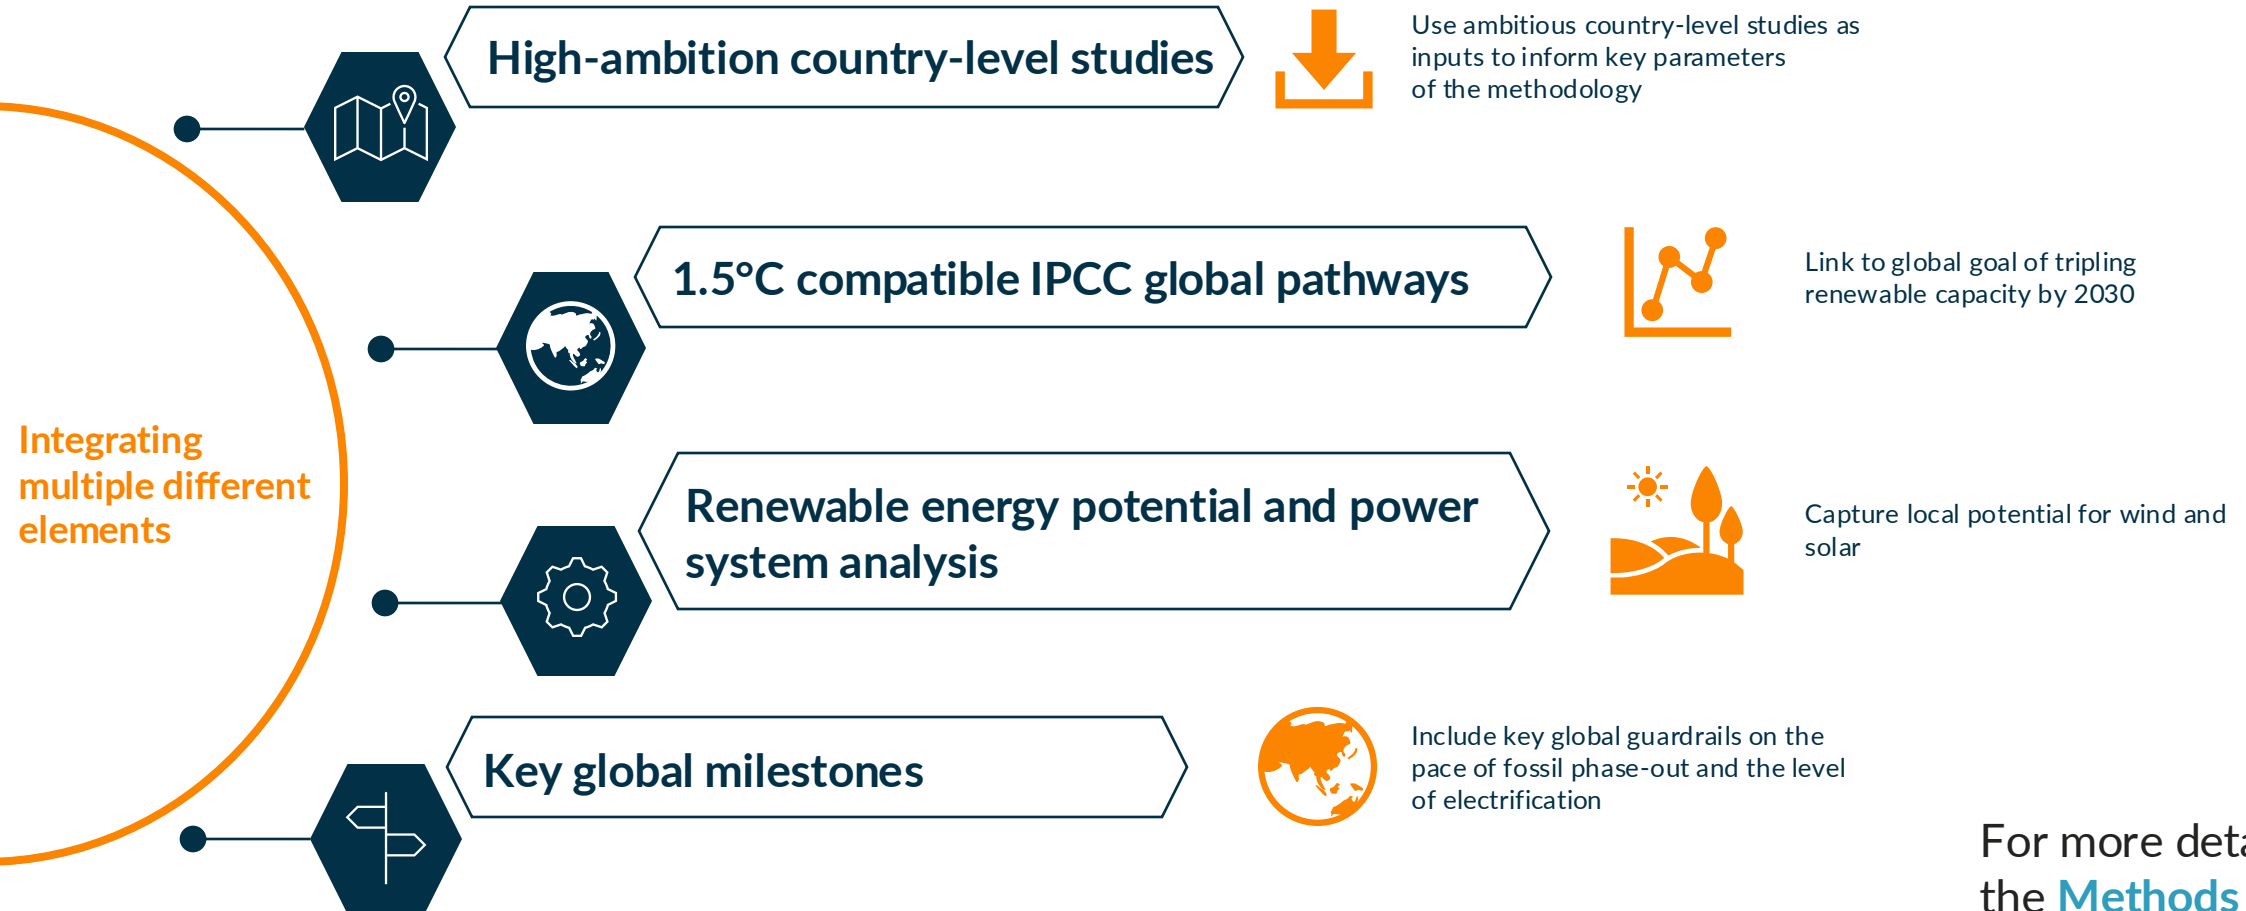 High-ambition country-level studies
Use ambitious country-level studies as
inputs to inform key parameters
of the methodology
1.5°C compatible IPCC global pathways
Link to global goal of tripling
renewable capacity by 2030
Integrating
multiple different
elements
Renewable energy potential and power
system analysis
Capture local potential for wind and
solar
Key global milestones
Include key global guardrails on the
pace of fossil phase-out and the level
of electrification
For more
the Methods